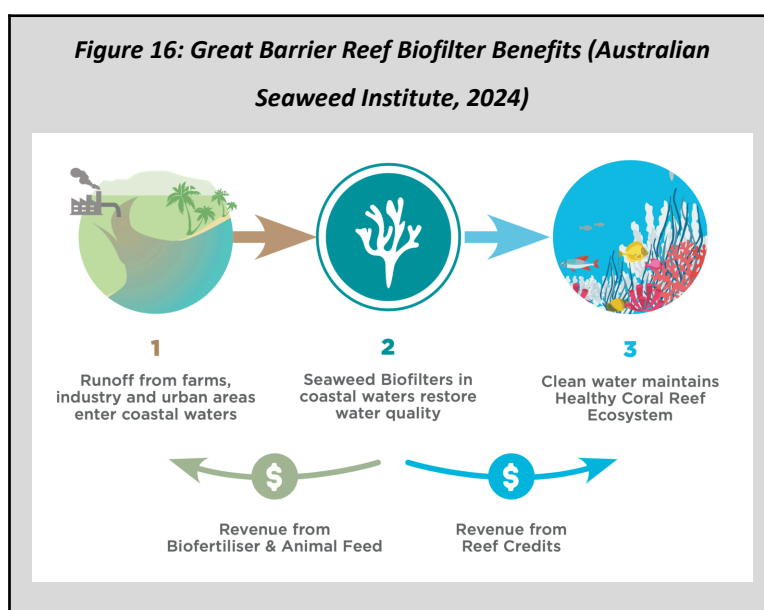 Figure 16: Great Barrier Reef Biofilter Benefits (Australian
Seaweed Institute, 2024)
1
Runoff from farms,
industry and urban areas
enter coastal waters
2
Seaweed Biofilters in
coastal waters restore
water quality
3
Clean water maintains
Healthy Coral Reef
Ecosystem
$
Revenue from
Biofertiliser & Animal Feed
$
Revenue from
Reef Credits